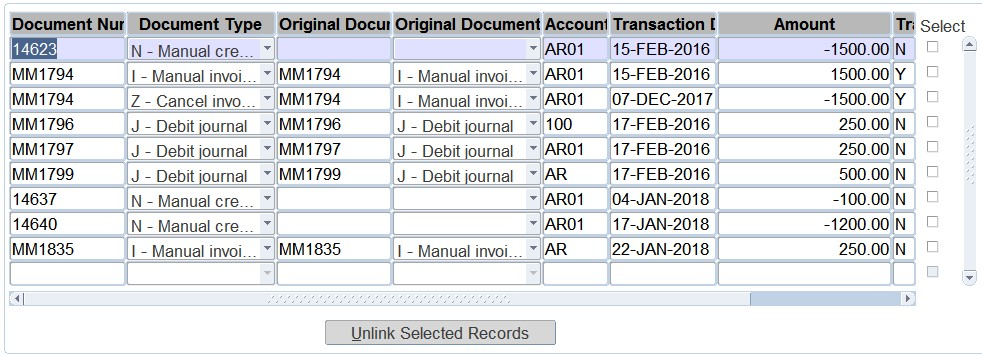 Document Nur Document Type Original Docur Original Document Account Transaction D Amount Tra Select
14623 N - Manual cre... AR01 15-FEB-2016 -1500.00 N
MM1794 I - Manual invoi... MM1794 I - Manual invoi... AR01 15-FEB-2016 1500.00 Y
MM1794 Z - Cancel invo... MM1794 I - Manual invoi... AR01 07-DEC-2017 -1500.00 Y
MM1796 J - Debit journal MM1796 J - Debit journal 100 17-FEB-2016 250.00 N
MM1797 J - Debit journal MM1797 J - Debit journal AR01 17-FEB-2016 250.00 N
MM1799 J - Debit journal MM1799 J - Debit journal AR 17-FEB-2016 500.00 N
14637 N - Manual cre... AR01 04-JAN-2018 -100.00 N
14640 N - Manual cre... AR01 17-JAN-2018 -1200.00 N
MM1835 I - Manual invoi... MM1835 I - Manual invoi... AR 22-JAN-2018 250.00 N
Unlink Selected Records